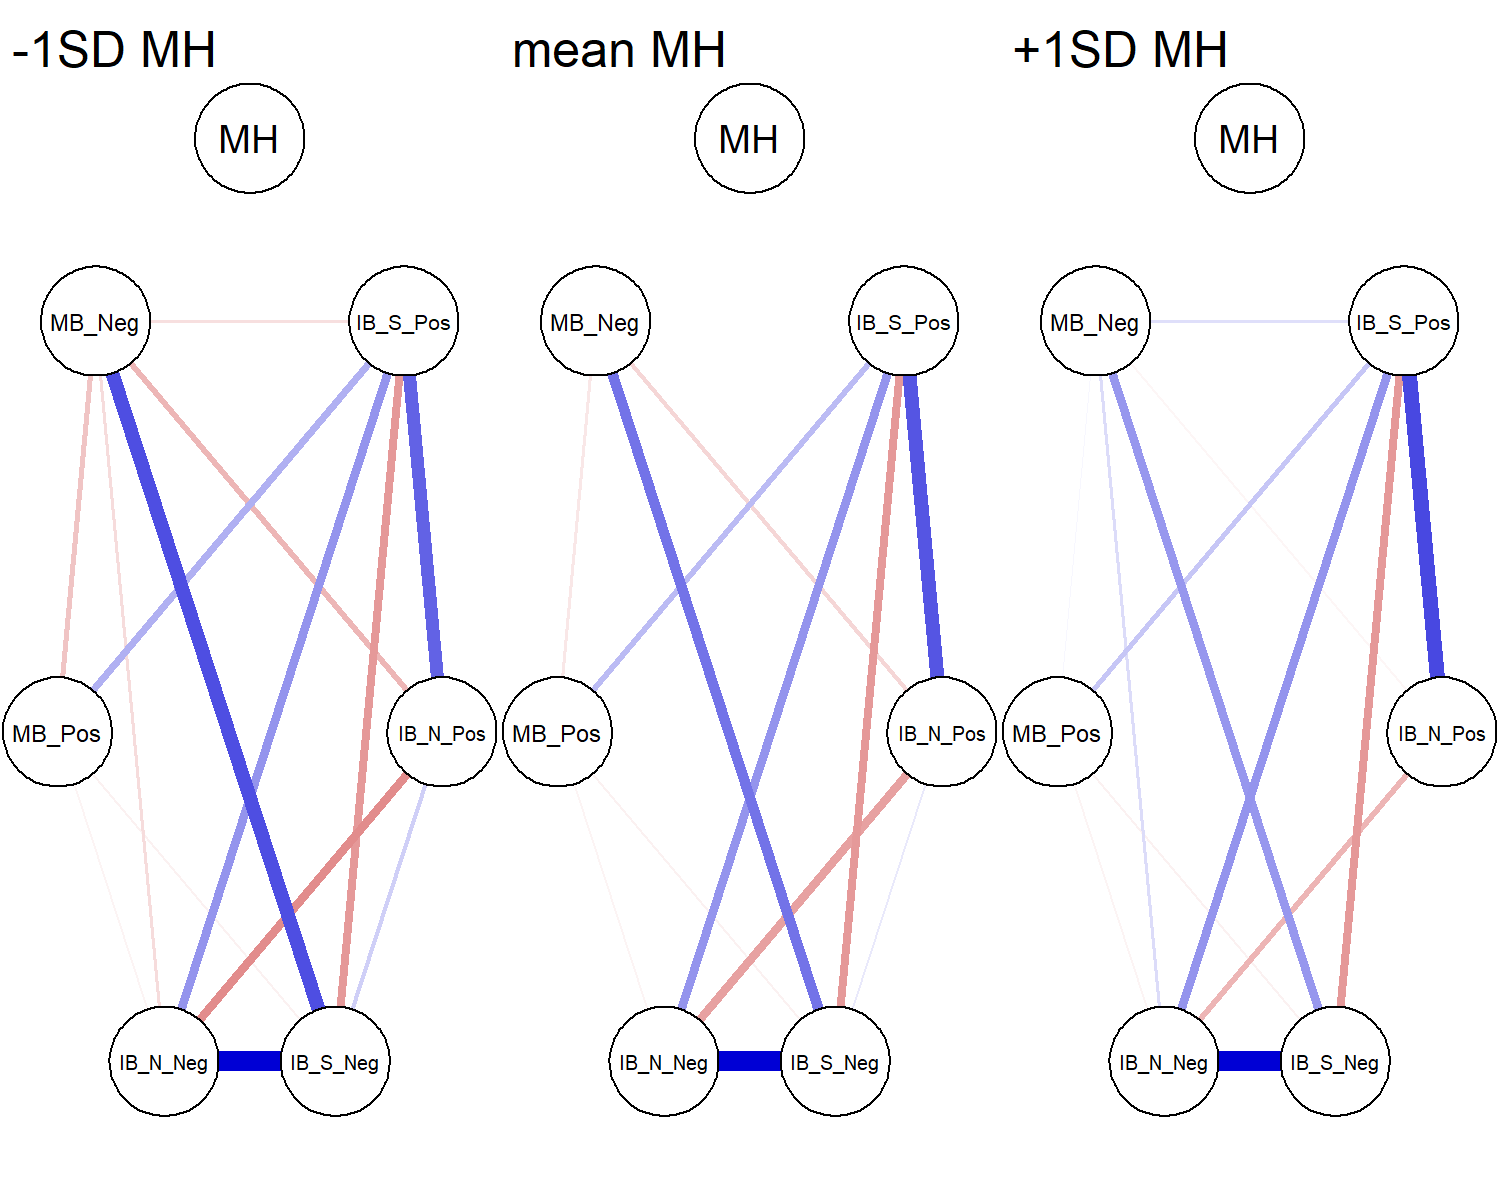 -1SD MH
mean MH
+1SD MH
MH
MH
MH
MB_Neg
IB_S_Pos
MB_Neg
IB_S_Pos
MB_Neg
IB_S_Pos
MB_Pos
IB_N_Pos
MB_Pos
IB_N_Pos
MB_Pos
IB_N_Pos
IB_N_Neg
IB_S_Neg
IB_N_Neg
IB_S_Neg
IB_N_Neg
IB_S_Neg